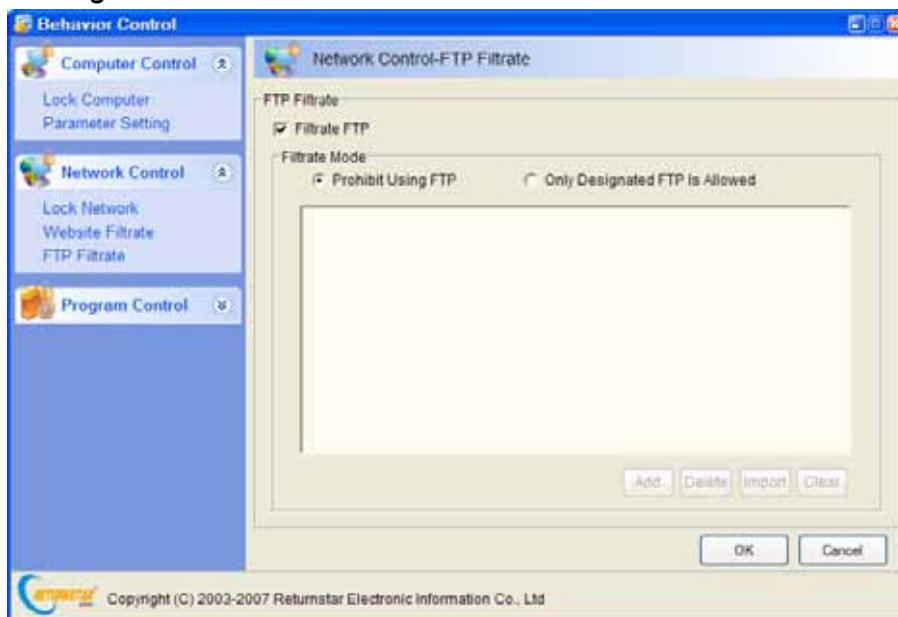 Behavior Control
Computer Control
Lock Computer
Parameter Setting
Network Control
Lock Network
Website Filtrate
FTP Filtrate
Program Control
Network Control-FTP Filtrate
FTP Filtrate
Filtrate FTP
Filtrate Mode
Prohibit Using FTP
Only Designated FTP Is Allowed
Add Delete Import Clear
OK Cancel
Copyright (C) 2003-2007 Returnstar Electronic Information Co., Ltd